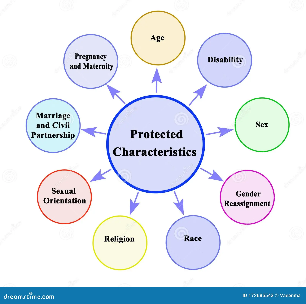 Age
Pregnancy
and Maternity
Disability
Marriage
and Civil
Partnership
Protected
Characteristics
Sex
Sexual
Orientation
Gender
Reassignment
Religion
Race
dreamstime